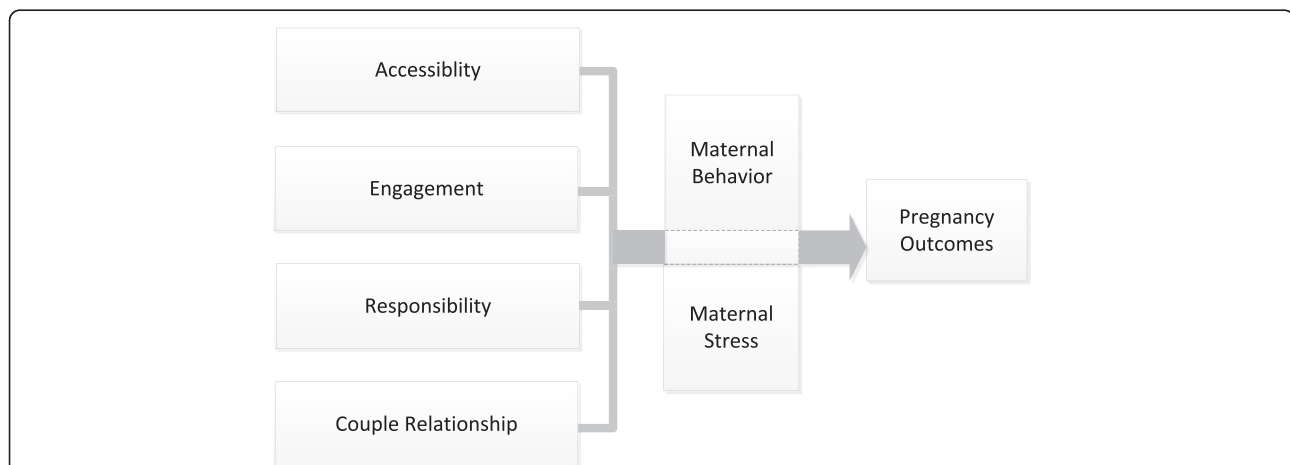 Accessiblity
Engagement
Responsibility
Couple Relationship
Maternal
Behavior
Maternal
Stress
Pregnancy
Outcomes